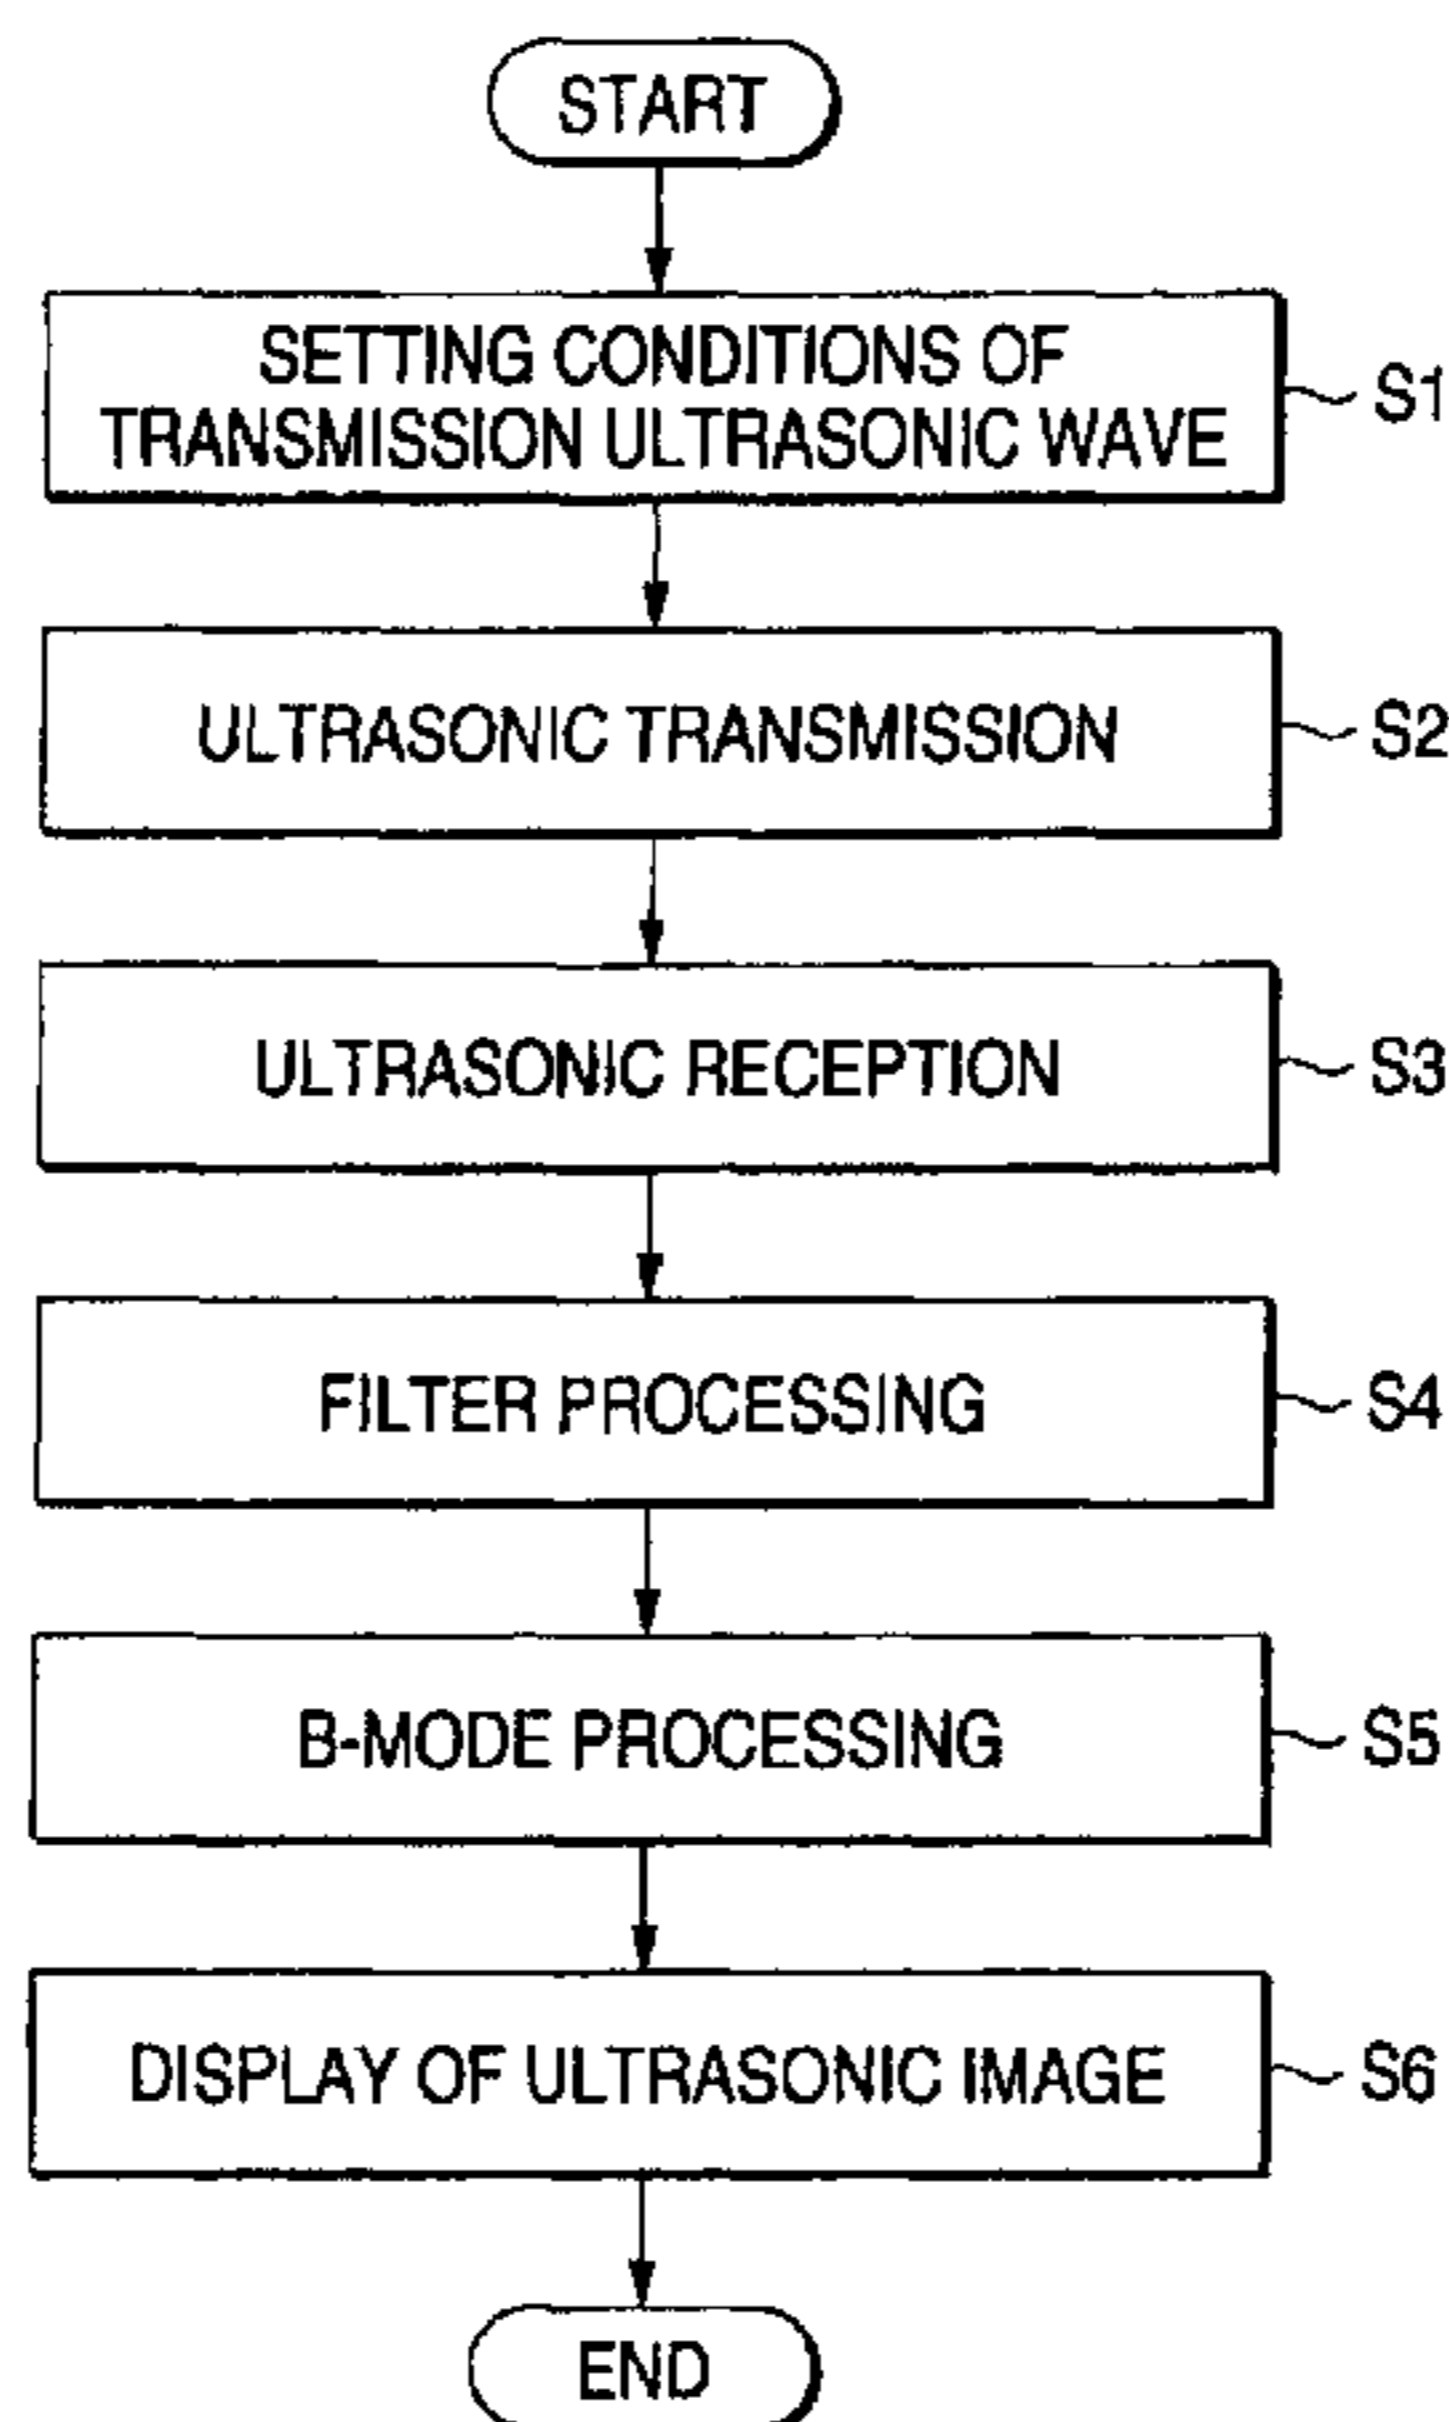 START
SETTING CONDITIONS OF
TRANSMISSION ULTRASONIC WAVE
S1
ULTRASONIC TRANSMISSION
S2
ULTRASONIC RECEPTION
S3
FILTER PROCESSING
S4
B-MODE PROCESSING
S5
DISPLAY OF ULTRASONIC IMAGE
S6
END